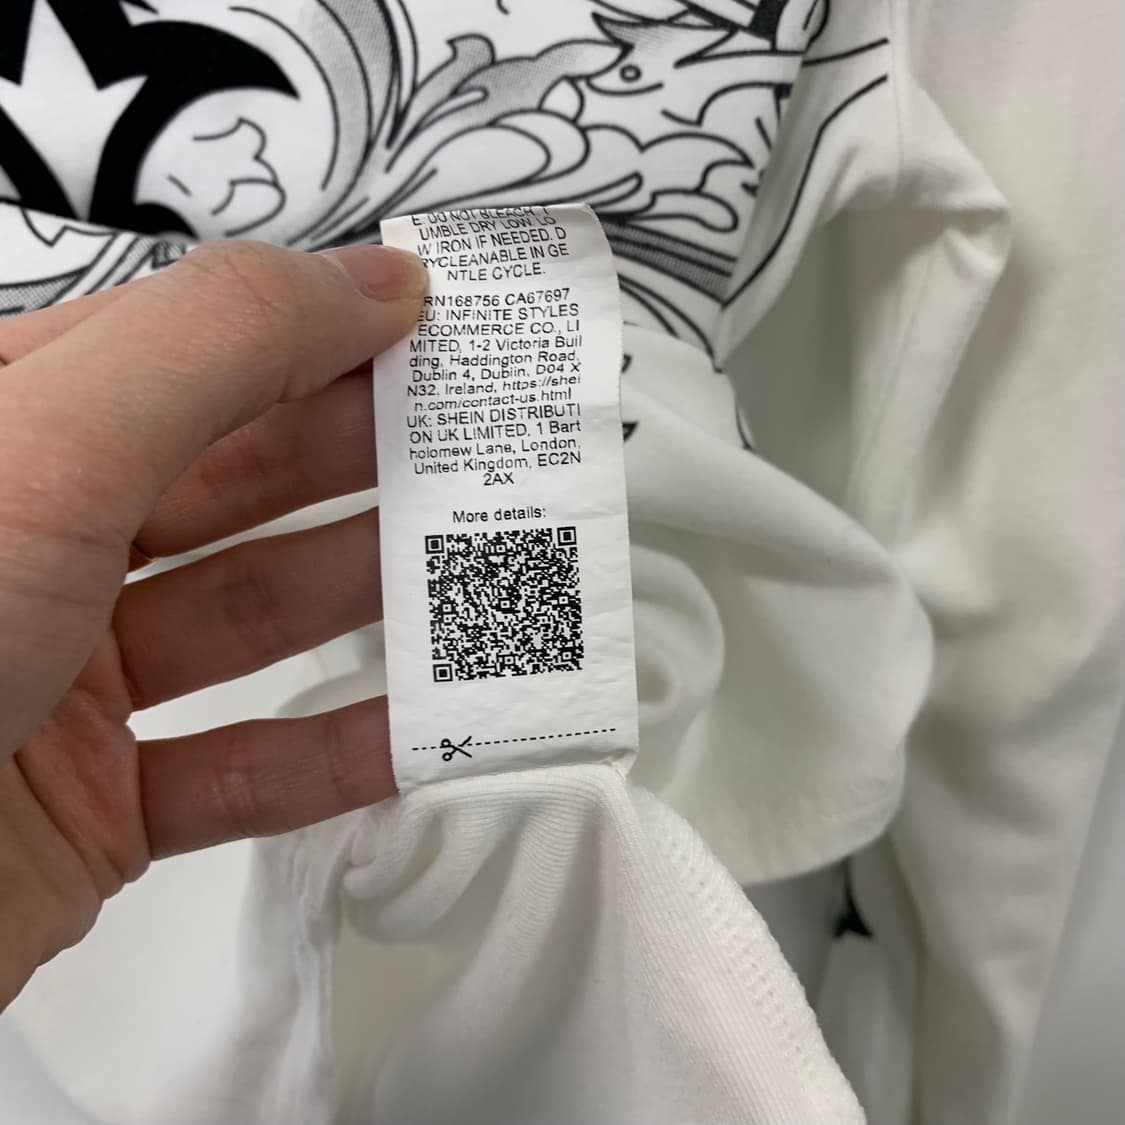 E. DO NOT BLEACH. T
UMBLE DRY LOW. LO
W IRON IF NEEDED. D
RYCLEANABLE IN GE
NTLE CYCLE.
RN168756 CA67697
EU: INFINITE STYLES
ECOMMERCE CO., LI
MITED, 1-2 Victoria Buil
ding, Haddington Road,
Dublin 4, Dublin, D04 X
N32, Ireland, https://shei
n.com/contact-us.html
UK: SHEIN DISTRIBUTI
ON UK LIMITED, 1 Bart
holomew Lane, London,
United Kingdom, EC2N
2AX
More details: